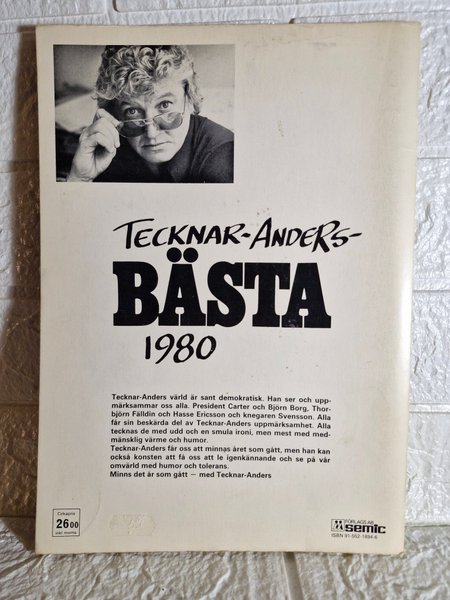 TECKNAR-ANDERS-
BÄSTA
1980
Tecknar-Anders värld är sant demokratisk. Han ser och upp-
märksammar oss alla. President Carter och Björn Borg, Thor-
björn Fälldin och Hasse Ericsson och knegaren Svensson. Alla
får sin beskärda del av Tecknar-Anders uppmärksamhet. Alla
tecknas de med udd och en smula ironi, men mest med med-
mänsklig värme och humor.
Tecknar-Anders får oss att minnas året som gått, men han kan
också konsten att få oss att le igenkännande och se på vår
omvärld med humor och tolerans.
Minns det år som gått — med Tecknar-Anders
Cirkapris
2600
inkl moms
FÖRLAGS AB
semic
ISBN 91-552-1894-6